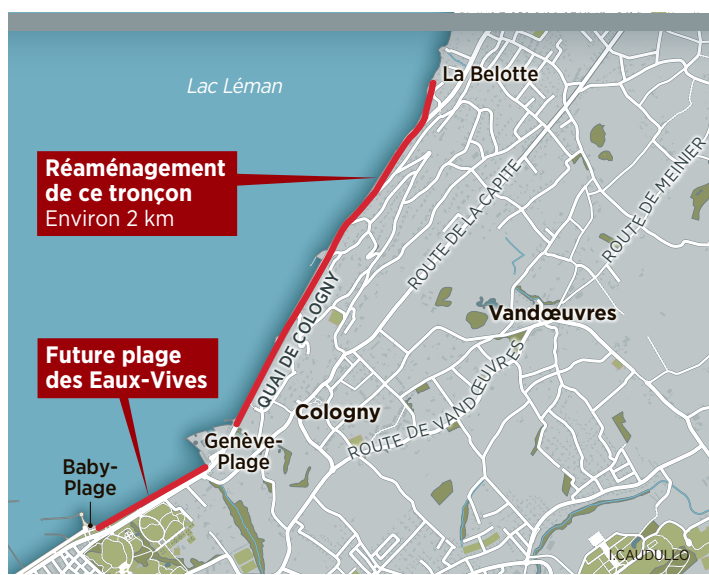 La Belotte
Lac Léman
Réaménagement
de ce tronçon
Environ 2 km
ROUTE DE LA CAPITE
ROUTE DE MEINIER
QUAI DE COLOGNY
Vandœuvres
Future plage
des Eaux-Vives
Cologny
ROUTE DE VANDŒUVRES
Genève-
Plage
Baby-
Plage
I.CAUDULLO